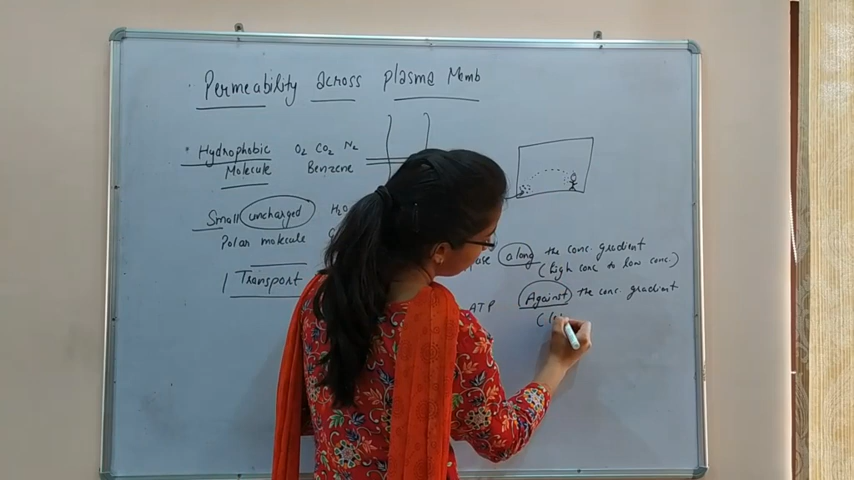 Permeability across plasma Memb
• Hydrophobic O2 CO2 N2
Molecule Benzene
Small uncharged H2O
Polar molecule
Transport
along the conc. gradient
(high conc to low conc.)
ATP Against the conc. gradient